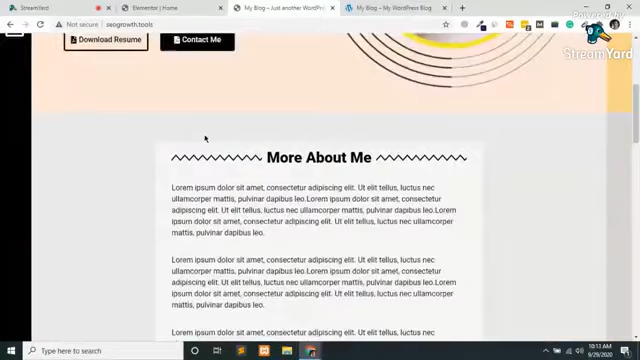 StreamYard
Elementor | Home
My Blog – Just another WordPr
My Blog – My WordPress Blog
Not secure
seogrowth.tools
Powered by
StreamYard
Download Resume
Contact Me
More About Me
Lorem ipsum dolor sit amet, consectetur adipiscing elit. Ut elit tellus, luctus nec
ullamcorper mattis, pulvinar dapibus leo.Lorem ipsum dolor sit amet, consectetur
adipiscing elit. Ut elit tellus, luctus nec ullamcorper mattis, pulvinar dapibus leo.Lorem
ipsum dolor sit amet, consectetur adipiscing elit. Ut elit tellus, luctus nec ullamcorper
mattis, pulvinar dapibus leo.
Lorem ipsum dolor sit amet, consectetur adipiscing elit. Ut elit tellus, luctus nec
ullamcorper mattis, pulvinar dapibus leo.Lorem ipsum dolor sit amet, consectetur
adipiscing elit. Ut elit tellus, luctus nec ullamcorper mattis, pulvinar dapibus leo.Lorem
ipsum dolor sit amet, consectetur adipiscing elit. Ut elit tellus, luctus nec ullamcorper
mattis, pulvinar dapibus leo.
Lorem ipsum dolor sit amet, consectetur adipiscing elit. Ut elit tellus, luctus nec
Type here to search
10:13 AM
9/29/2020